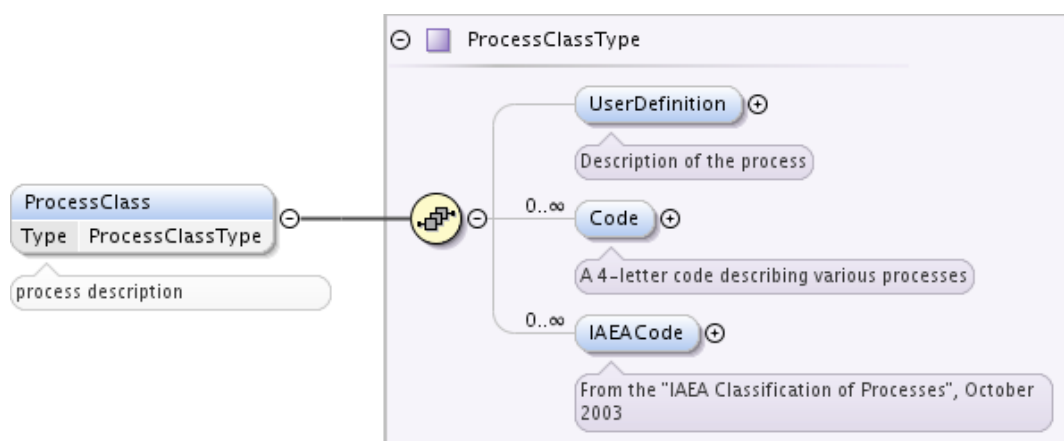 ProcessClassType
UserDefinition
Description of the process
ProcessClass
Type ProcessClassType
process description
0..∞
Code
A 4-letter code describing various processes
0..∞
IAEACode
From the "IAEA Classification of Processes", October
2003